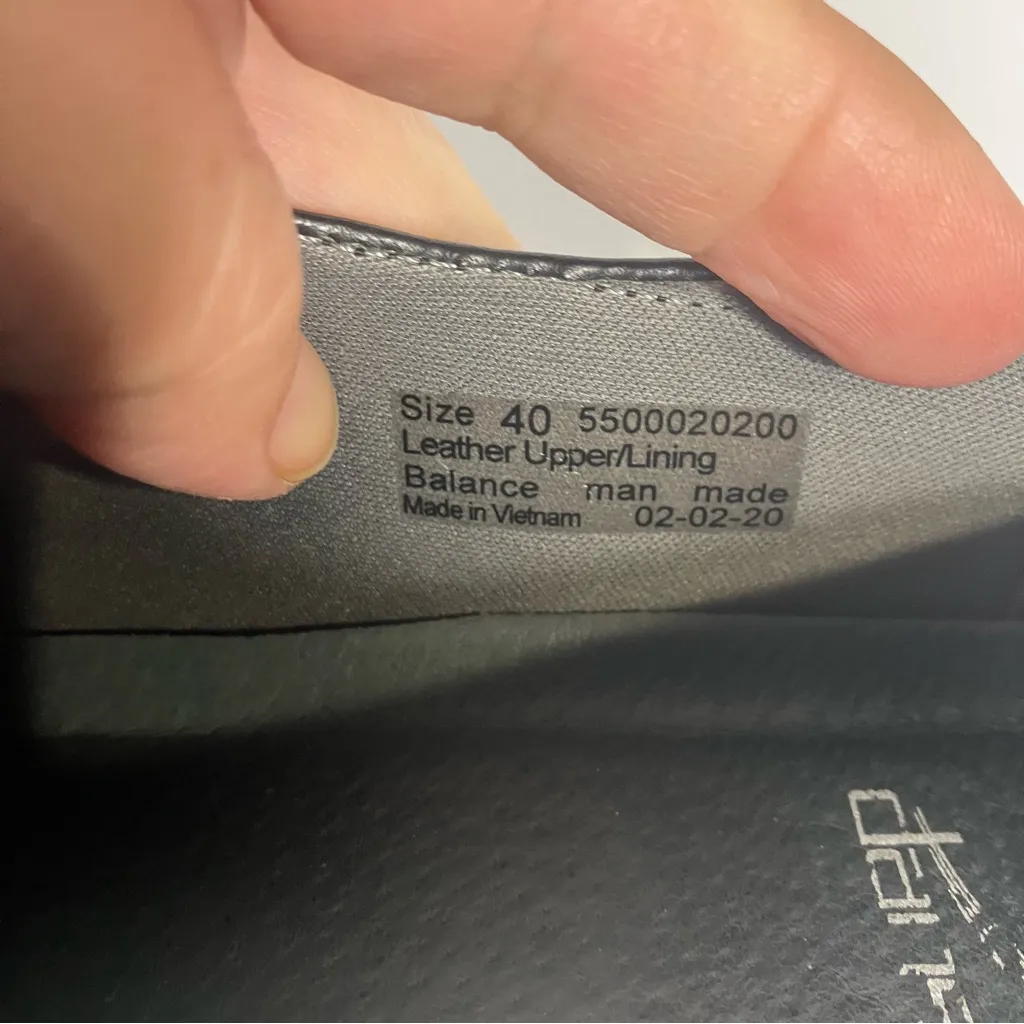 Size 40 5500020200
Leather Upper/Lining
Balance man made
Made in Vietnam 02-02-20